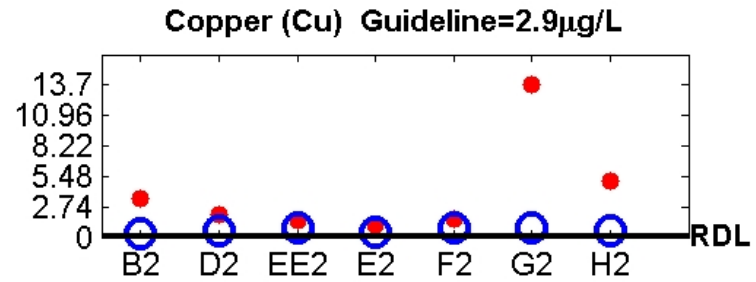 Copper (Cu)  Guideline=2.9µg/L
13.7
10.96
8.22
5.48
2.74
0
RDL
B2 D2 EE2 E2 F2 G2 H2